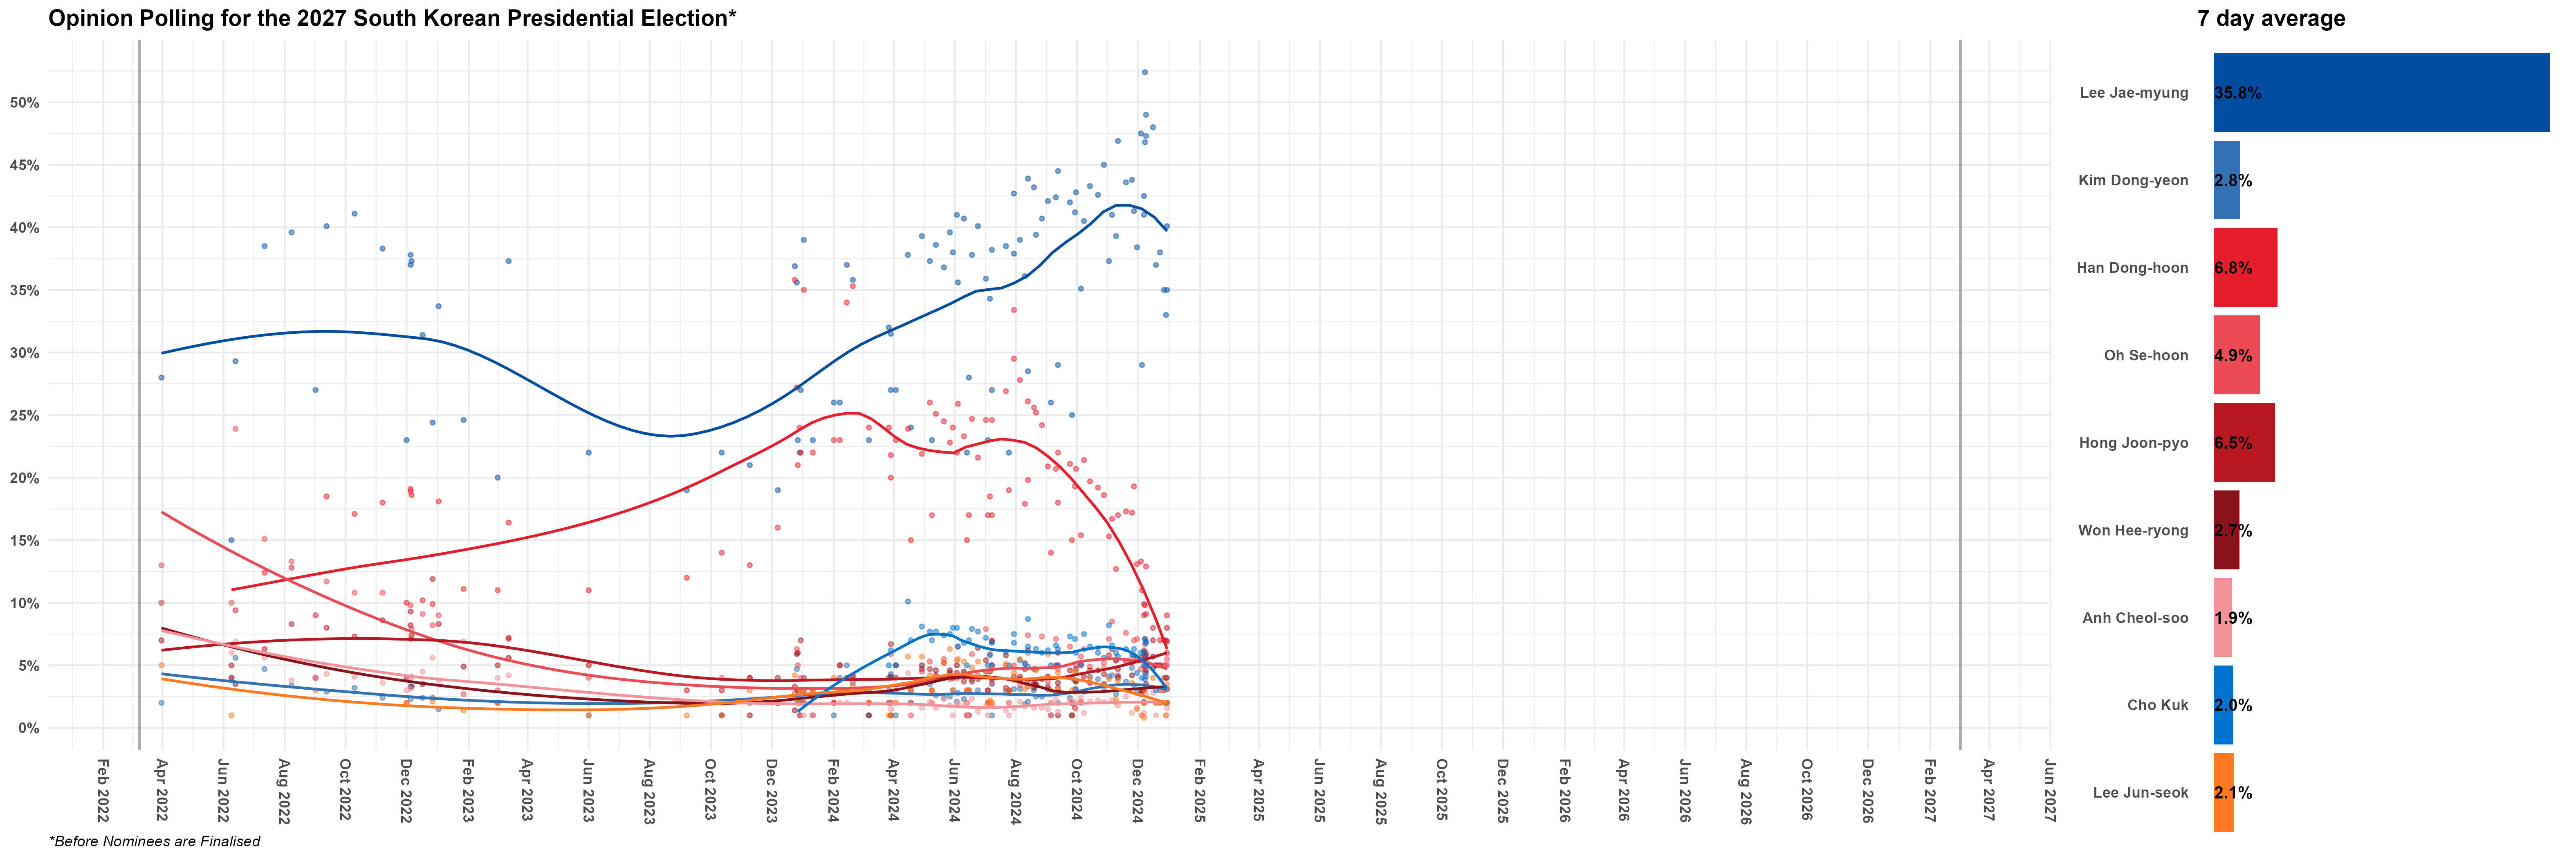 Opinion Polling for the 2027 South Korean Presidential Election*
7 day average
50%
45%
40%
35%
30%
25%
20%
15%
10%
5%
0%
Feb 2022
Apr 2022
Jun 2022
Aug 2022
Oct 2022
Dec 2022
Feb 2023
Apr 2023
Jun 2023
Aug 2023
Oct 2023
Dec 2023
Feb 2024
Apr 2024
Jun 2024
Aug 2024
Oct 2024
Dec 2024
Feb 2025
Apr 2025
Jun 2025
Aug 2025
Oct 2025
Dec 2025
Feb 2026
Apr 2026
Jun 2026
Aug 2026
Oct 2026
Dec 2026
Feb 2027
Apr 2027
Jun 2027
*Before Nominees are Finalised
Lee Jae-myung 35.8%
Kim Dong-yeon 2.8%
Han Dong-hoon 6.8%
Oh Se-hoon 4.9%
Hong Joon-pyo 6.5%
Won Hee-ryong 2.7%
Anh Cheol-soo 1.9%
Cho Kuk 2.0%
Lee Jun-seok 2.1%